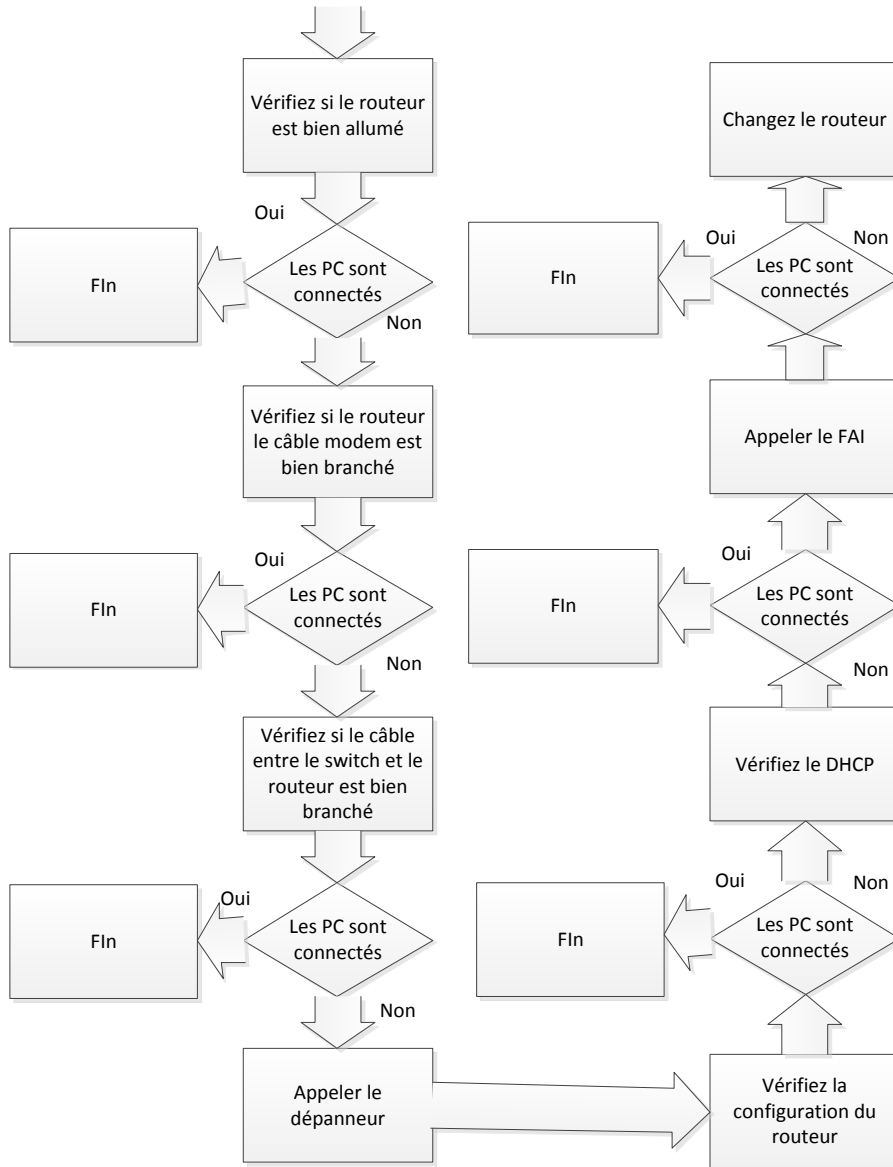 Vérifiez si le routeur
est bien allumé
Oui
FIn
Les PC sont
connectés
Non
Vérifiez si le routeur
le câble modem est
bien branché
Oui
FIn
Les PC sont
connectés
Non
Vérifiez si le câble
entre le switch et le
routeur est bien
branché
Oui
FIn
Les PC sont
connectés
Non
Appeler le
dépanneur
Vérifiez la
configuration du
routeur
Oui
Non
FIn
Les PC sont
connectés
Vérifiez le DHCP
Non
Oui
FIn
Les PC sont
connectés
Appeler le FAI
Oui
Non
FIn
Les PC sont
connectés
Changez le routeur